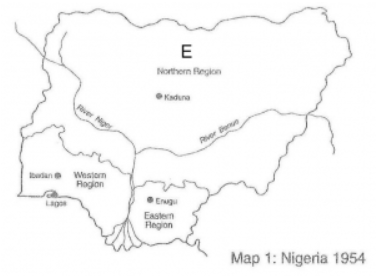 E
Northern Region
Kaduna
River Niger
River Benue
Ibadan
Western
Region
Lagos
Enugu
Eastern
Region
Map 1: Nigeria 1954